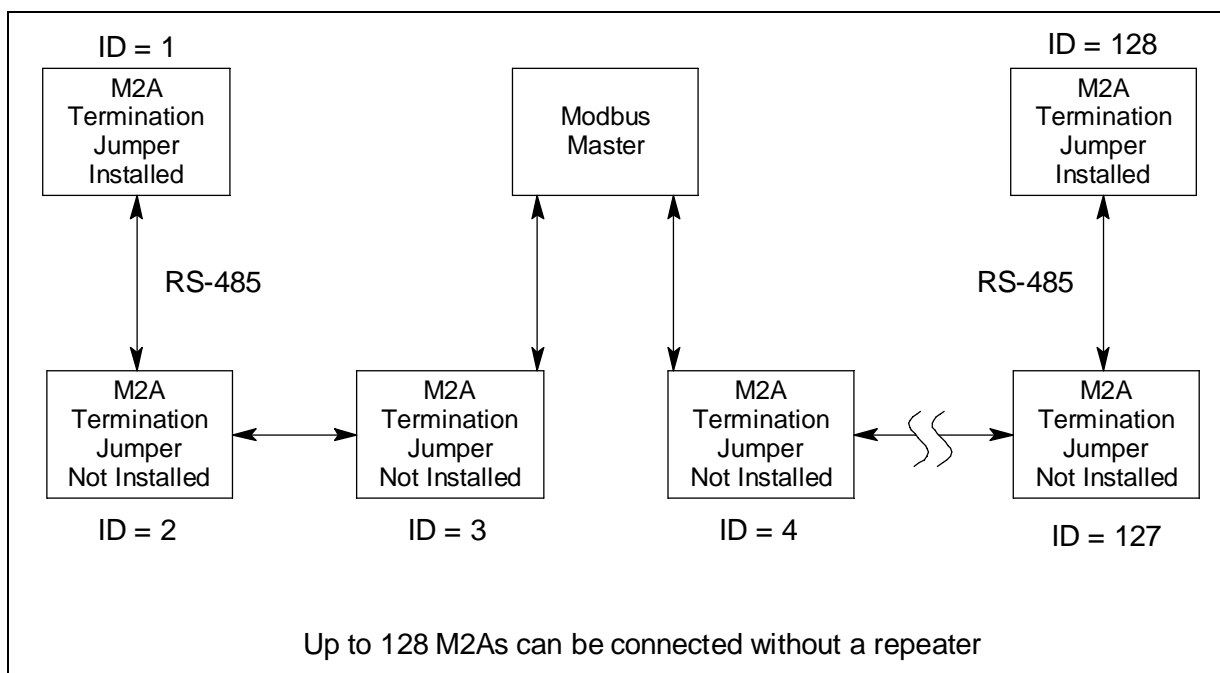 ID = 1
M2A
Termination
Jumper
Installed
Modbus
Master
ID = 128
M2A
Termination
Jumper
Installed
RS-485
RS-485
M2A
Termination
Jumper
Not Installed
ID = 2
M2A
Termination
Jumper
Not Installed
ID = 3
M2A
Termination
Jumper
Not Installed
ID = 4
M2A
Termination
Jumper
Not Installed
ID = 127
Up to 128 M2As can be connected without a repeater